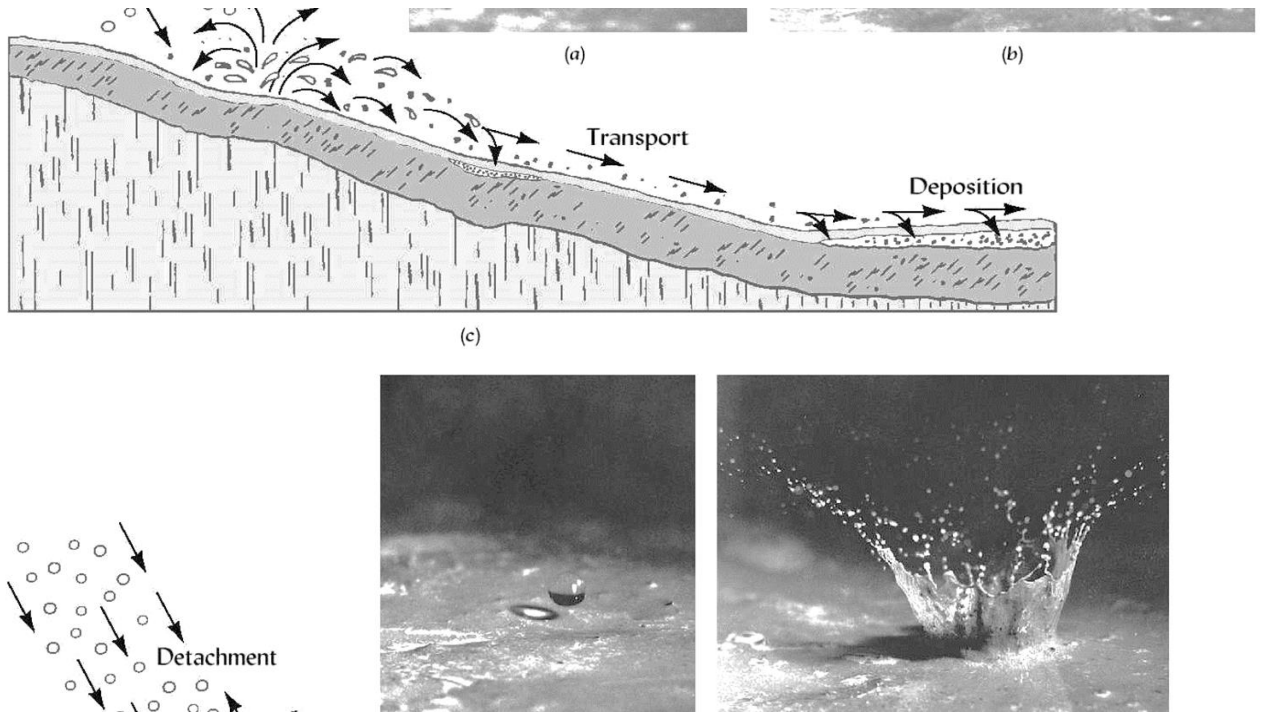 (a)
(b)
Transport
Deposition
(c)
Detachment